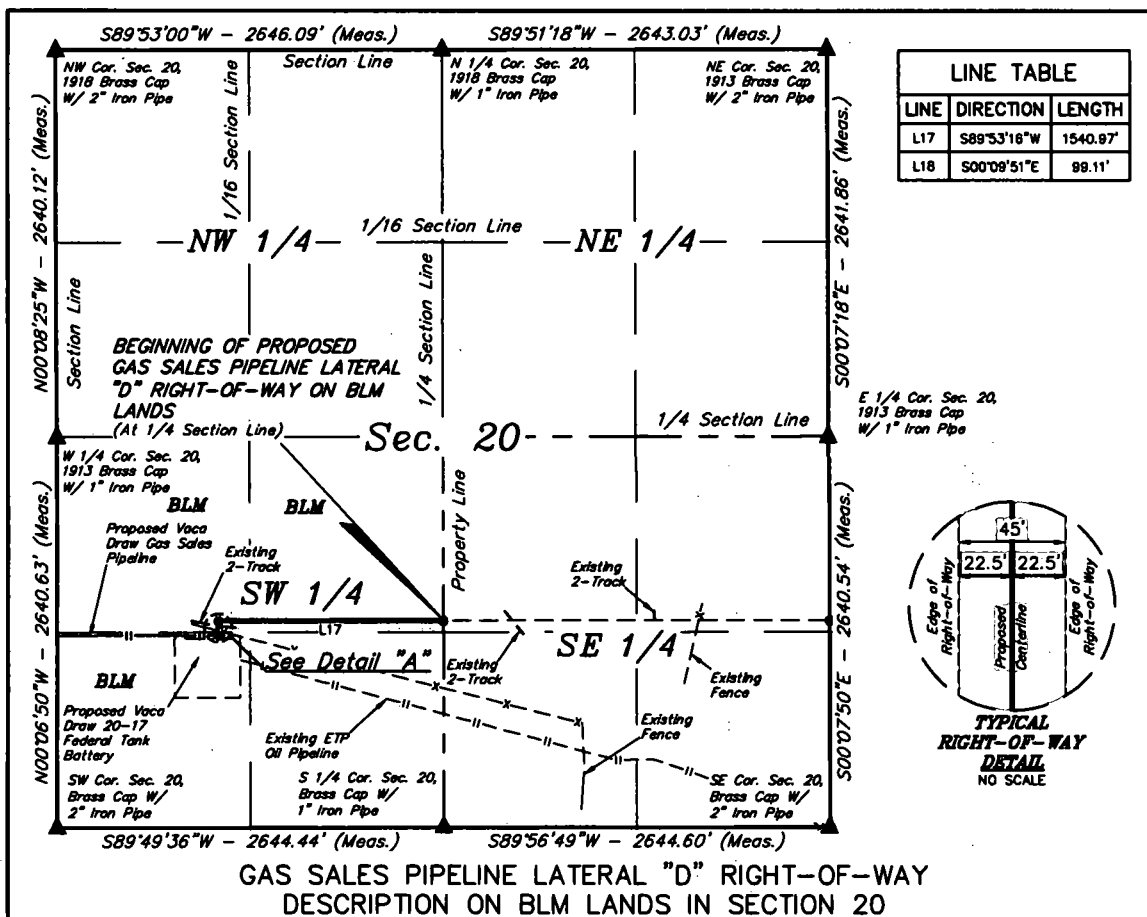 S89°53'00"W - 2646.09' (Meas.)
S89°51'18"W - 2643.03' (Meas.)
NW Cor. Sec. 20,
1918 Brass Cap
W/ 2" Iron Pipe
Section Line
N 1/4 Cor. Sec. 20,
1918 Brass Cap
W/ 1" Iron Pipe
NE Cor. Sec. 20,
1913 Brass Cap
W/ 2" Iron Pipe
LINE TABLE
LINE DIRECTION LENGTH
L17 S89°53'16"W 1540.97'
L18 S00°09'51"E 99.11'
N00°08'25"W - 2640.12' (Meas.)
1/16 Section Line
S00°07'18"E - 2641.86' (Meas.)
1/16 Section Line
NW 1/4
NE 1/4
Section Line
1/4 Section Line
BEGINNING OF PROPOSED
GAS SALES PIPELINE LATERAL
"D" RIGHT-OF-WAY ON BLM
LANDS
(At 1/4 Section Line)
Sec. 20
1/4 Section Line
E 1/4 Cor. Sec. 20,
1913 Brass Cap
W/ 1" Iron Pipe
W 1/4 Cor. Sec. 20,
1913 Brass Cap
W/ 1" Iron Pipe
BLM
BLM
Property Line
Proposed Vaca
Draw Gas Sales
Pipeline
Existing
2-Track
SW 1/4
L17
Existing
2-Track
SE 1/4
See Detail "A"
Existing
2-Track
Existing
Fence
N00°06'50"W - 2640.63' (Meas.)
S00°07'50"E - 2640.54' (Meas.)
BLM
Proposed Vaca
Draw 20-17
Federal Tank
Battery
Existing ETP
Oil Pipeline
Existing
Fence
SW Cor. Sec. 20,
Brass Cap W/
2" Iron Pipe
S 1/4 Cor. Sec. 20,
Brass Cap W/
1" Iron Pipe
SE Cor. Sec. 20,
Brass Cap W/
2" Iron Pipe
S89°49'36"W - 2644.44' (Meas.)
S89°56'49"W - 2644.60' (Meas.)
45'
22.5' 22.5'
Edge of
Right-of-Way
Proposed
Centerline
Edge of
Right-of-Way
TYPICAL
RIGHT-OF-WAY
DETAIL
NO SCALE
GAS SALES PIPELINE LATERAL "D" RIGHT-OF-WAY
DESCRIPTION ON BLM LANDS IN SECTION 20